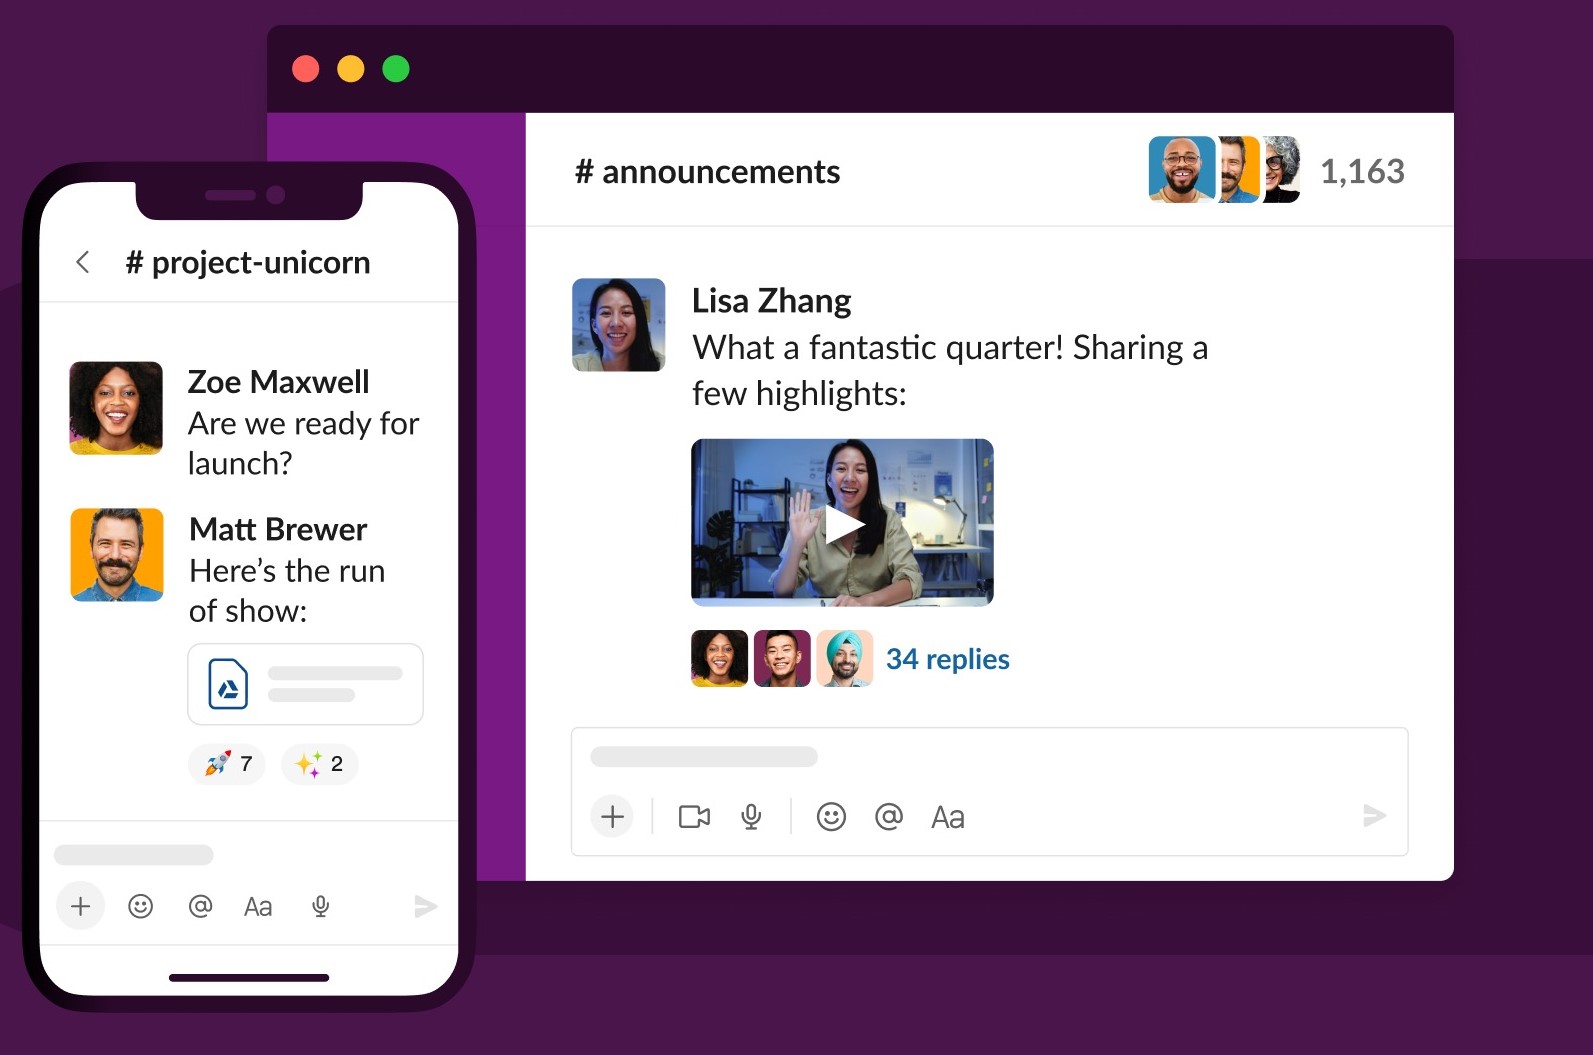 # announcements
1,163
Lisa Zhang
What a fantastic quarter! Sharing a
few highlights:
34 replies
Aa
# project-unicorn
Zoe Maxwell
Are we ready for
launch?
Matt Brewer
Here’s the run
of show:
7 2
@ Aa